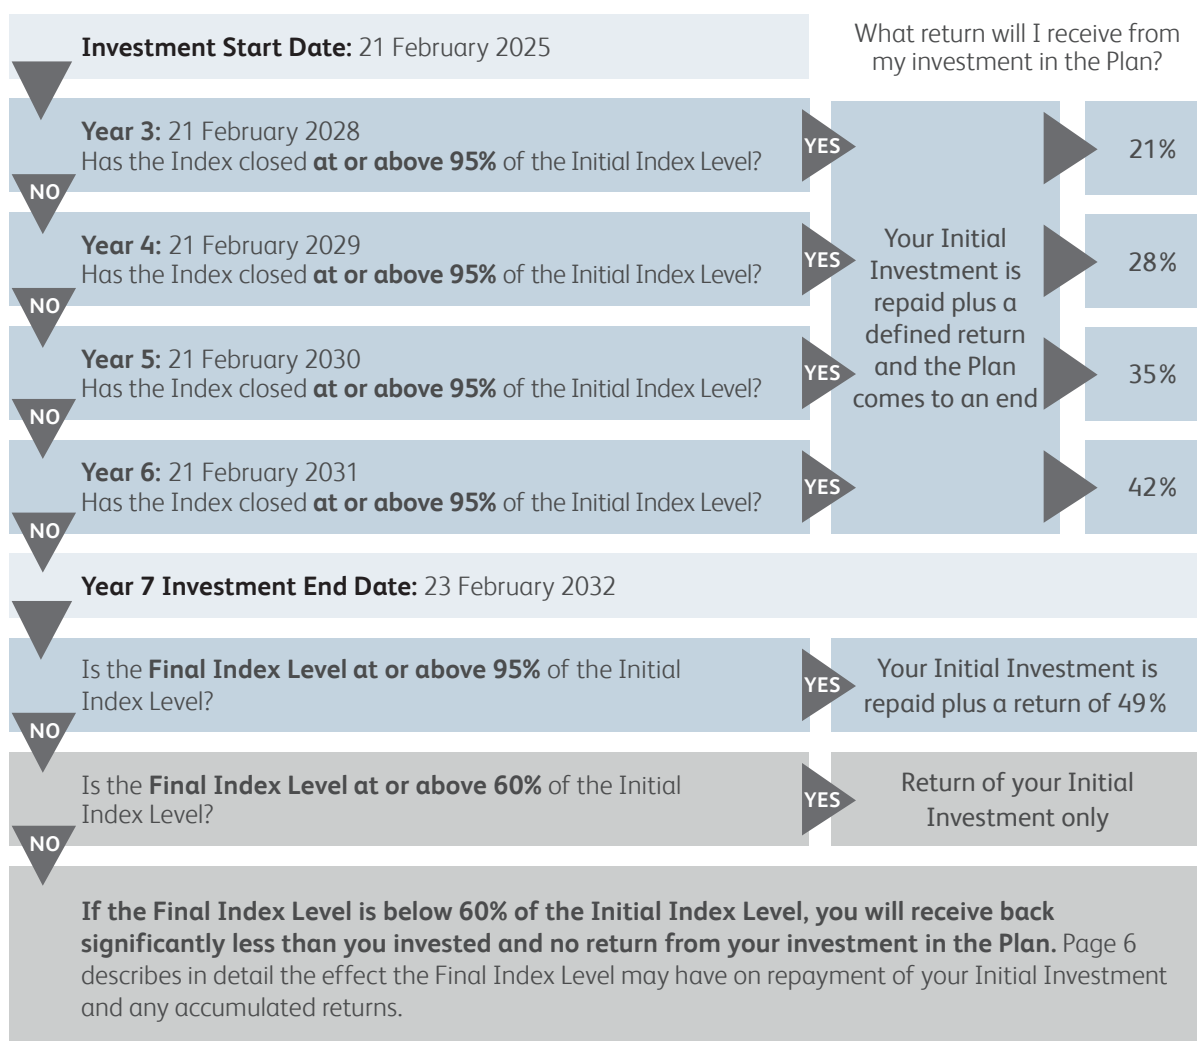 Investment Start Date: 21 February 2025
What return will I receive from
my investment in the Plan?
Year 3: 21 February 2028
Has the Index closed at or above 95% of the Initial Index Level?
YES
21%
NO
Year 4: 21 February 2029
Has the Index closed at or above 95% of the Initial Index Level?
YES
28%
NO
Year 5: 21 February 2030
Has the Index closed at or above 95% of the Initial Index Level?
YES
35%
NO
Year 6: 21 February 2031
Has the Index closed at or above 95% of the Initial Index Level?
YES
42%
NO
Your Initial
Investment is
repaid plus a
defined return
and the Plan
comes to an end
Year 7 Investment End Date: 23 February 2032
Is the Final Index Level at or above 95% of the Initial
Index Level?
YES
Your Initial Investment is
repaid plus a return of 49%
NO
Is the Final Index Level at or above 60% of the Initial
Index Level?
YES
Return of your Initial
Investment only
NO
If the Final Index Level is below 60% of the Initial Index Level, you will receive back
significantly less than you invested and no return from your investment in the Plan. Page 6
describes in detail the effect the Final Index Level may have on repayment of your Initial Investment
and any accumulated returns.